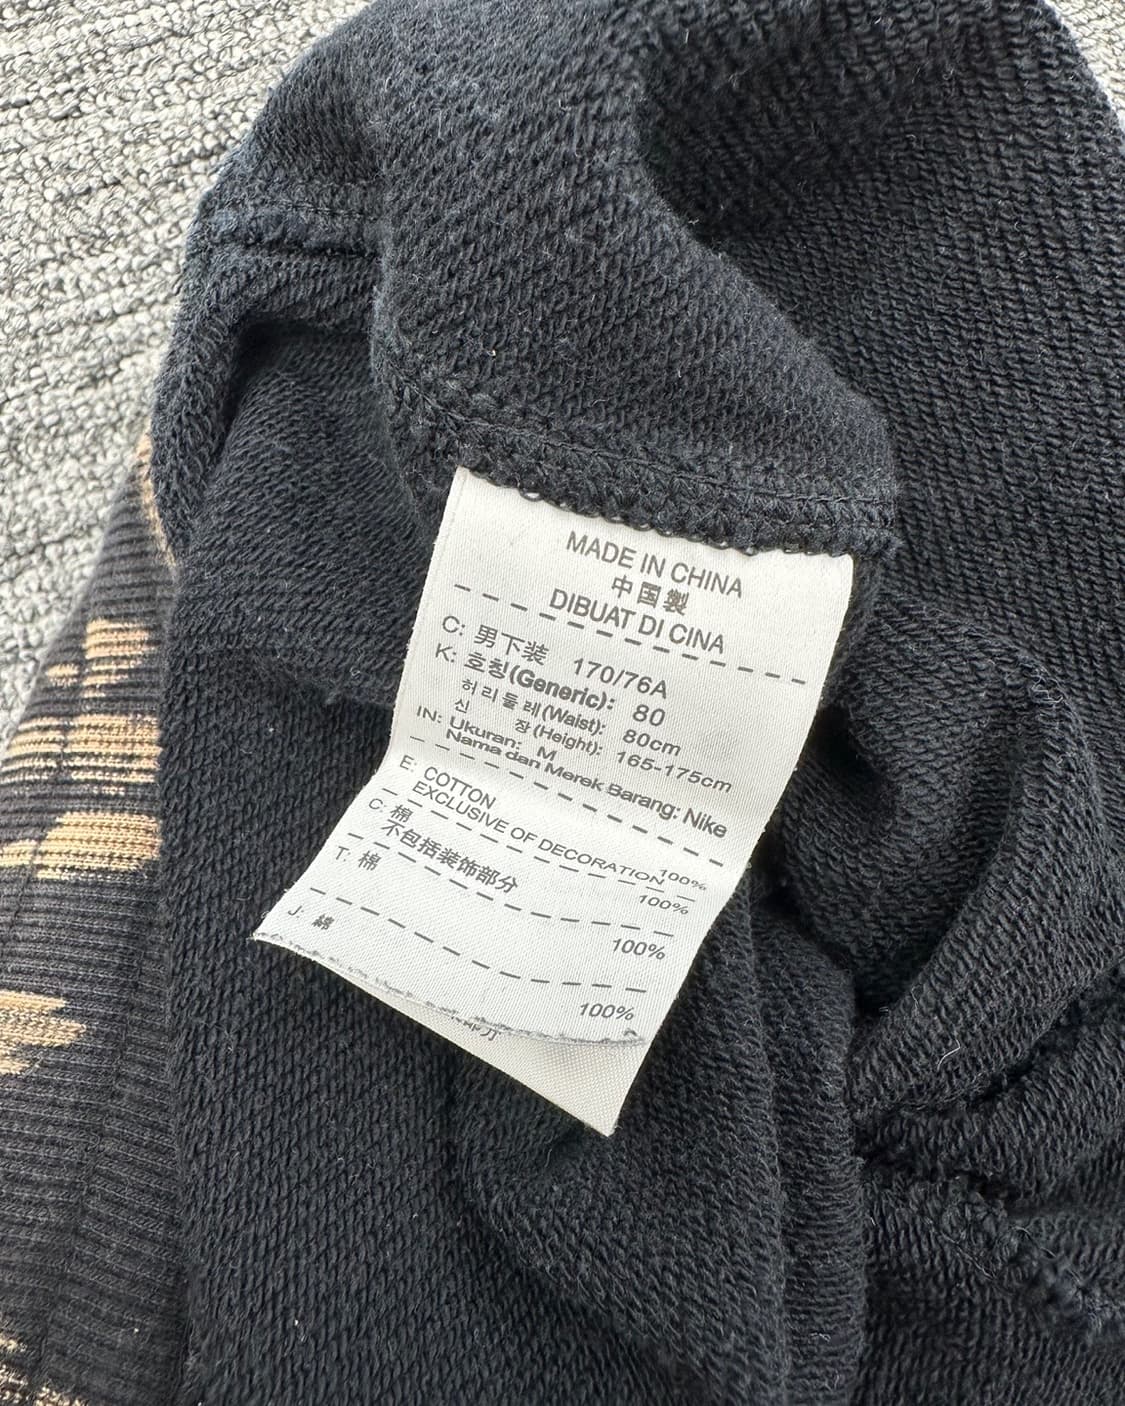 MADE IN CHINA
中国製
DIBUAT DI CINA
C: 男下装 170/76A
K: 호칭(Generic): 80
허리둘레(Waist): 80cm
신 장(Height): 165-175cm
IN: Ukuran: M
Nama dan Merek Barang: Nike
E: COTTON 100%
EXCLUSIVE OF DECORATION
C: 棉 100%
不包括装饰部分
T: 棉 100%
J: 綿 100%